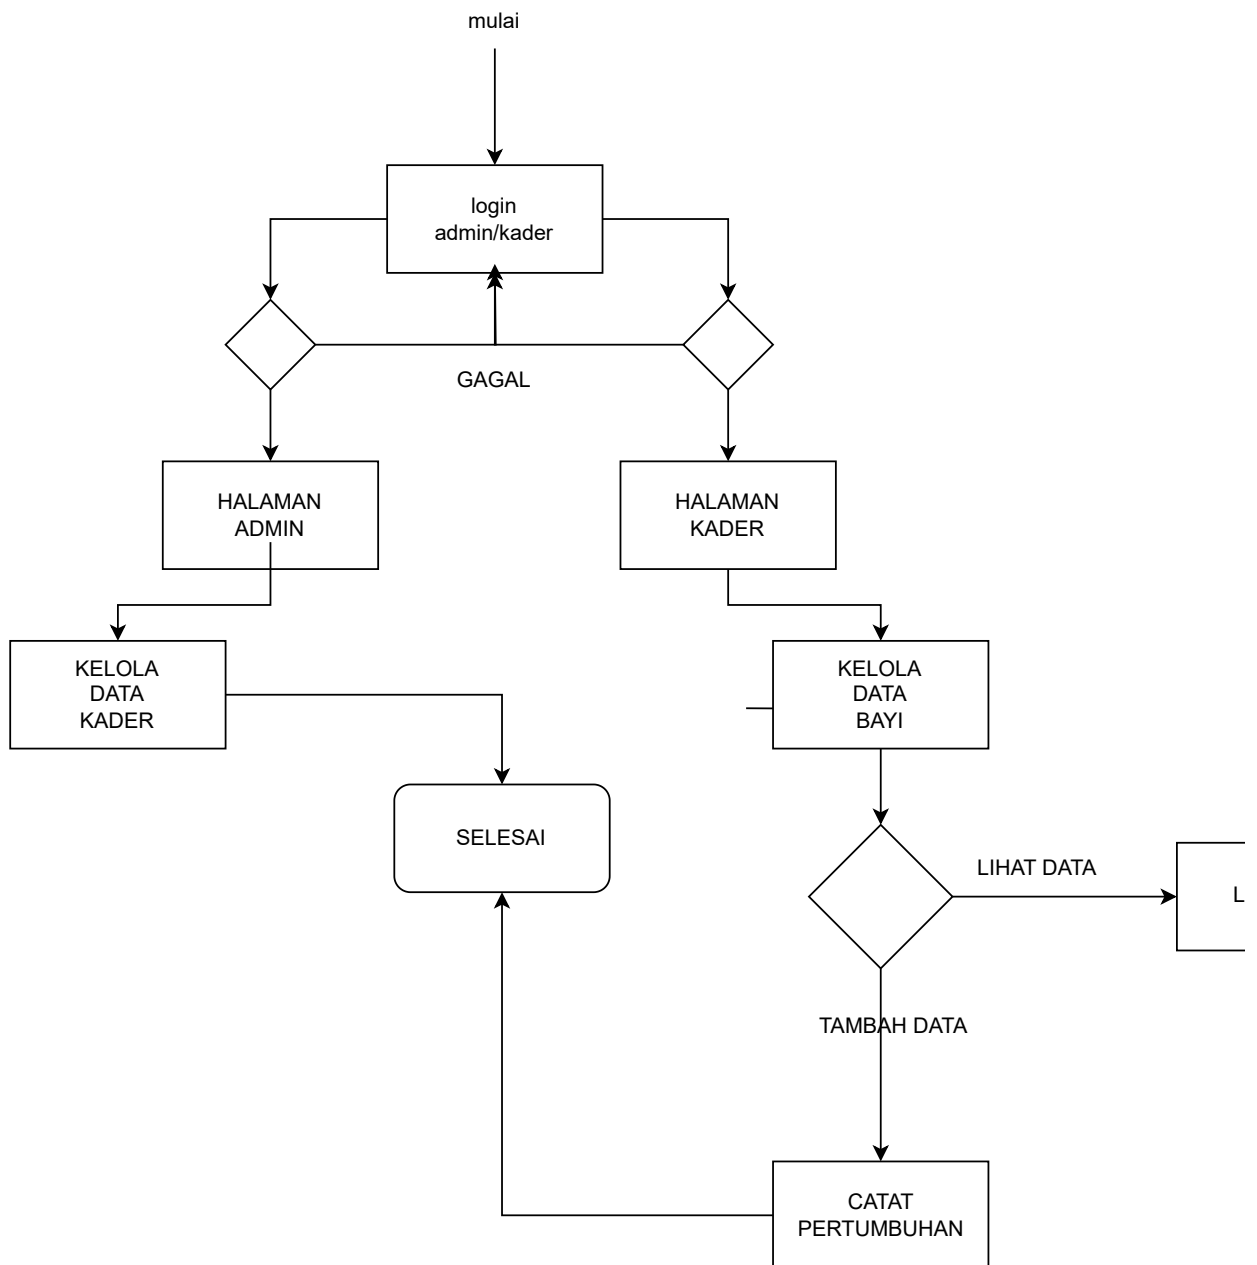 mulai
login
admin/kader
GAGAL
HALAMAN
ADMIN
HALAMAN
KADER
KELOLA
DATA
KADER
KELOLA
DATA
BAYI
SELESAI
LIHAT DATA
L
TAMBAH DATA
CATAT
PERTUMBUHAN